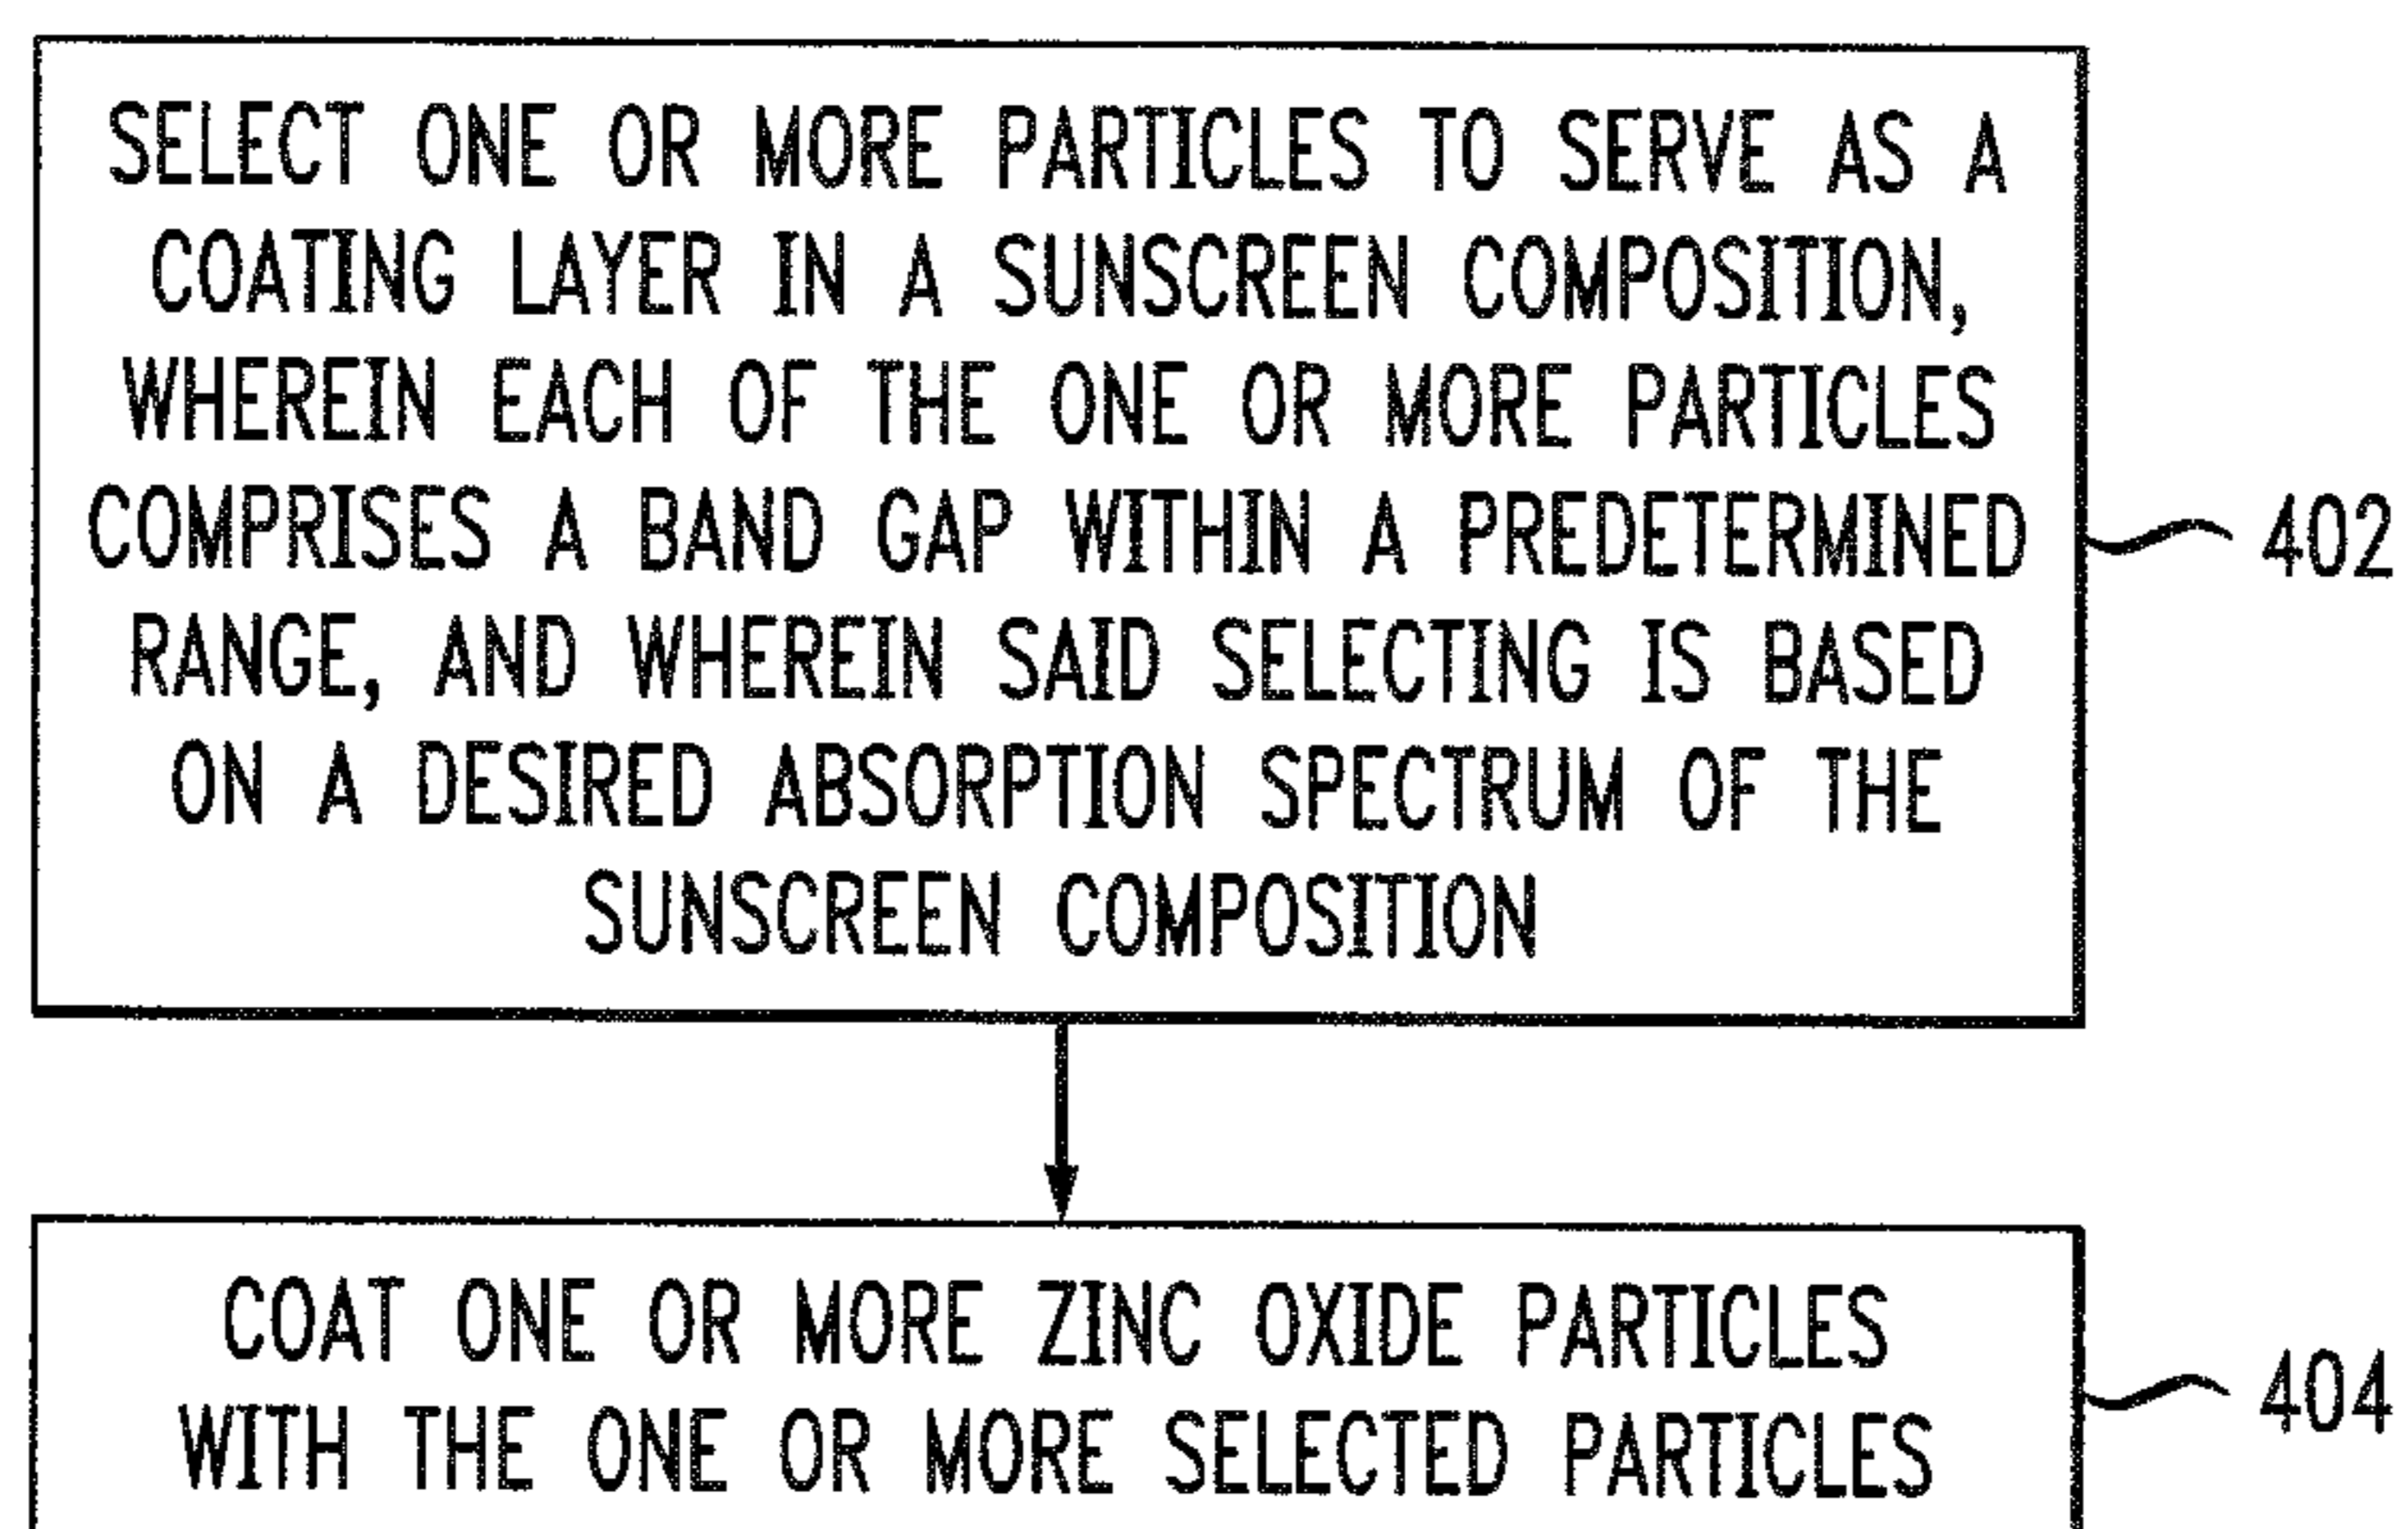 SELECT ONE OR MORE PARTICLES TO SERVE AS A
COATING LAYER IN A SUNSCREEN COMPOSITION,
WHEREIN EACH OF THE ONE OR MORE PARTICLES
COMPRISES A BAND GAP WITHIN A PREDETERMINED
RANGE, AND WHEREIN SAID SELECTING IS BASED
ON A DESIRED ABSORPTION SPECTRUM OF THE
SUNSCREEN COMPOSITION
402
COAT ONE OR MORE ZINC OXIDE PARTICLES
WITH THE ONE OR MORE SELECTED PARTICLES
404